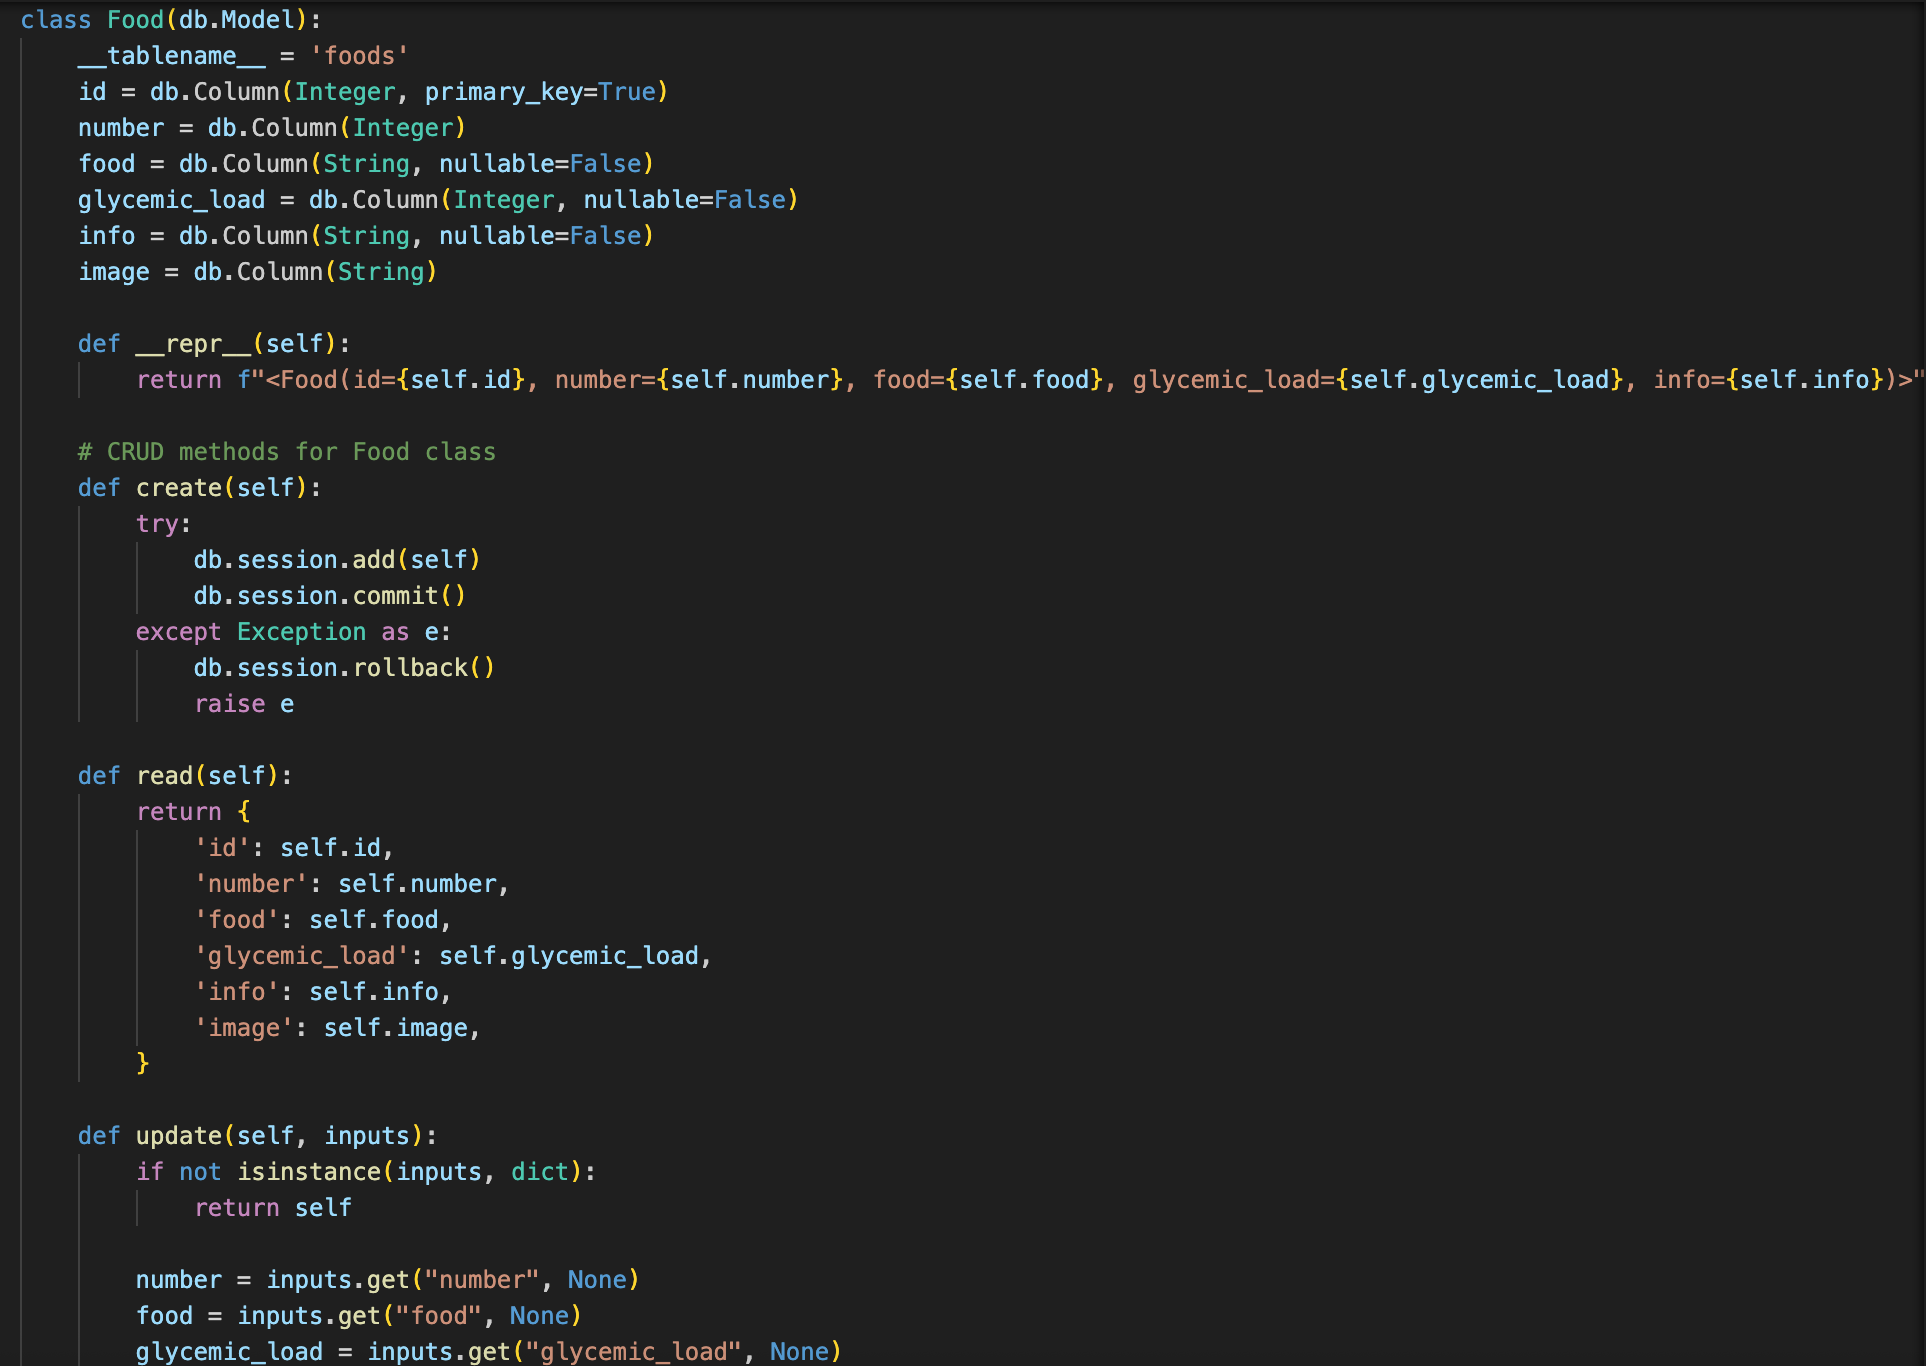 class Food(db.Model):
    __tablename__ = 'foods'
    id = db.Column(Integer, primary_key=True)
    number = db.Column(Integer)
    food = db.Column(String, nullable=False)
    glycemic_load = db.Column(Integer, nullable=False)
    info = db.Column(String, nullable=False)
    image = db.Column(String)

    def __repr__(self):
        return f"<Food(id={self.id}, number={self.number}, food={self.food}, glycemic_load={self.glycemic_load}, info={self.info})>"

    # CRUD methods for Food class
    def create(self):
        try:
            db.session.add(self)
            db.session.commit()
        except Exception as e:
            db.session.rollback()
            raise e

    def read(self):
        return {
            'id': self.id,
            'number': self.number,
            'food': self.food,
            'glycemic_load': self.glycemic_load,
            'info': self.info,
            'image': self.image,
        }

    def update(self, inputs):
        if not isinstance(inputs, dict):
            return self

        number = inputs.get("number", None)
        food = inputs.get("food", None)
        glycemic_load = inputs.get("glycemic_load", None)